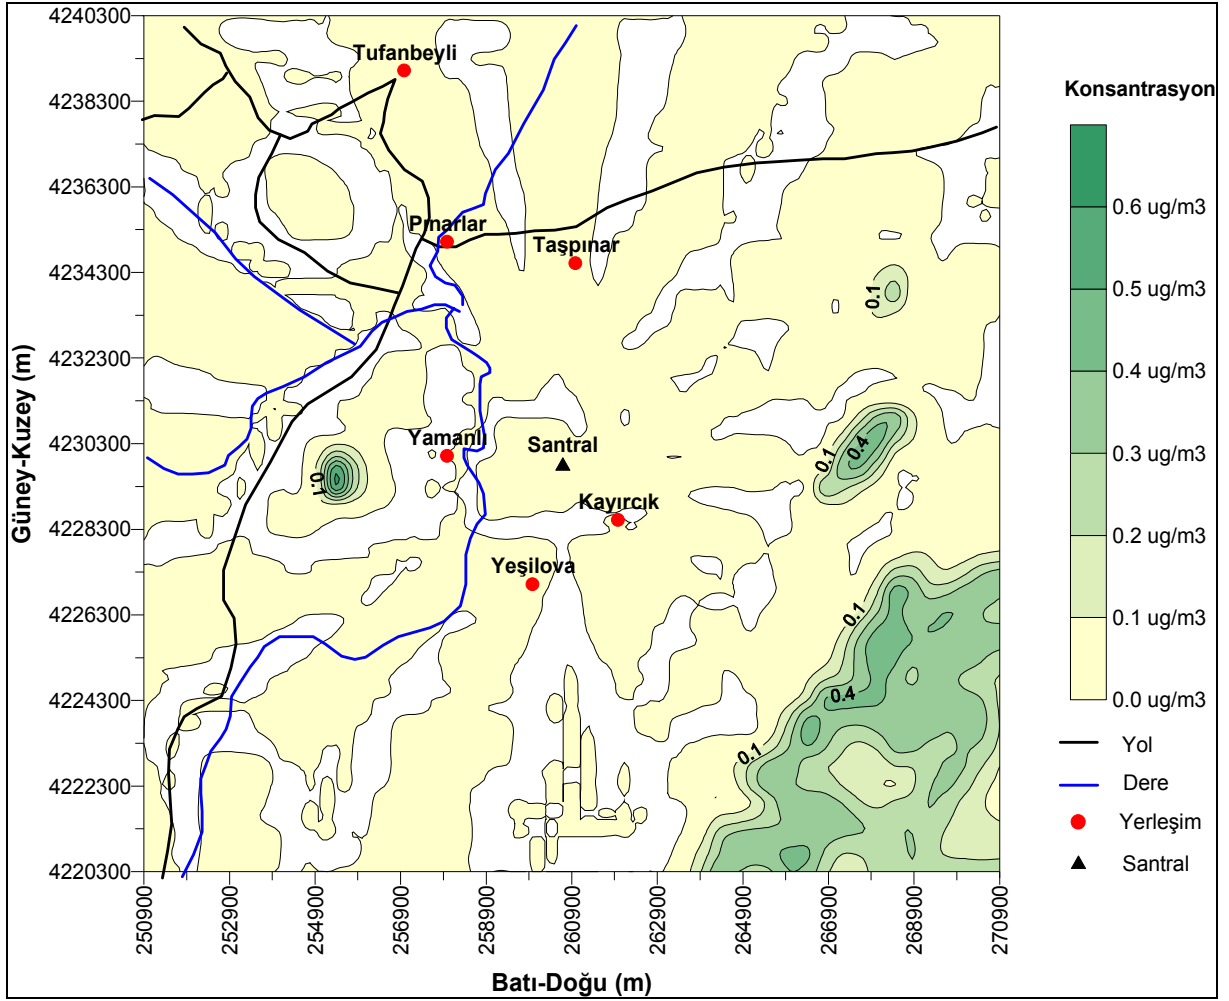 4240300
4238300
4236300
4234300
4232300
4230300
4228300
4226300
4224300
4222300
4220300
Güney-Kuzey (m)
Tufanbeyli
Pınarlar
Taşpınar
0.1
Yamanlı
Santral
0.1
0.1
0.4
Kayırcık
Yeşilova
0.1
0.4
0.1
250900
252900
254900
256900
258900
260900
262900
264900
266900
268900
270900
Batı-Doğu (m)
Konsantrasyon
0.6 ug/m3
0.5 ug/m3
0.4 ug/m3
0.3 ug/m3
0.2 ug/m3
0.1 ug/m3
0.0 ug/m3
Yol
Dere
Yerleşim
Santral